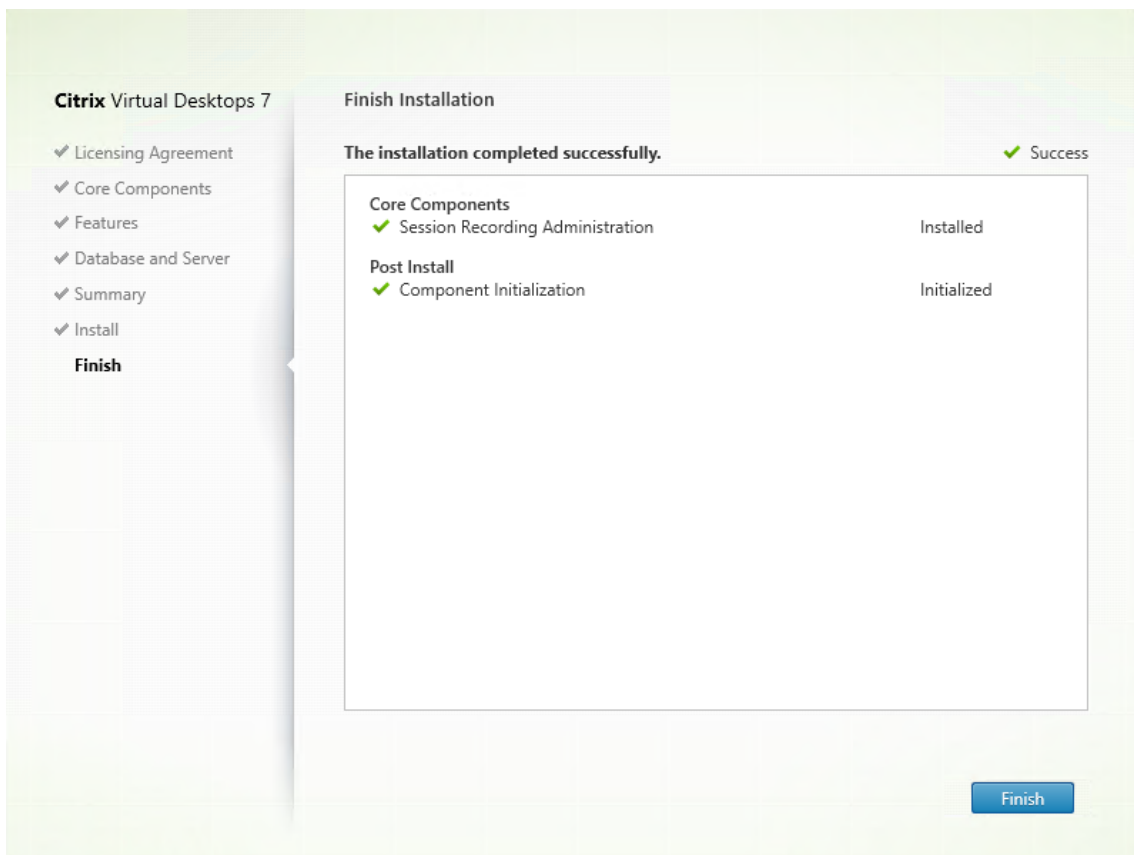 Citrix Virtual Desktops 7
Licensing Agreement
Core Components
Features
Database and Server
Summary
Install
Finish
Finish Installation
The installation completed successfully.
Success
Core Components
Session Recording Administration Installed
Post Install
Component Initialization Initialized
Finish